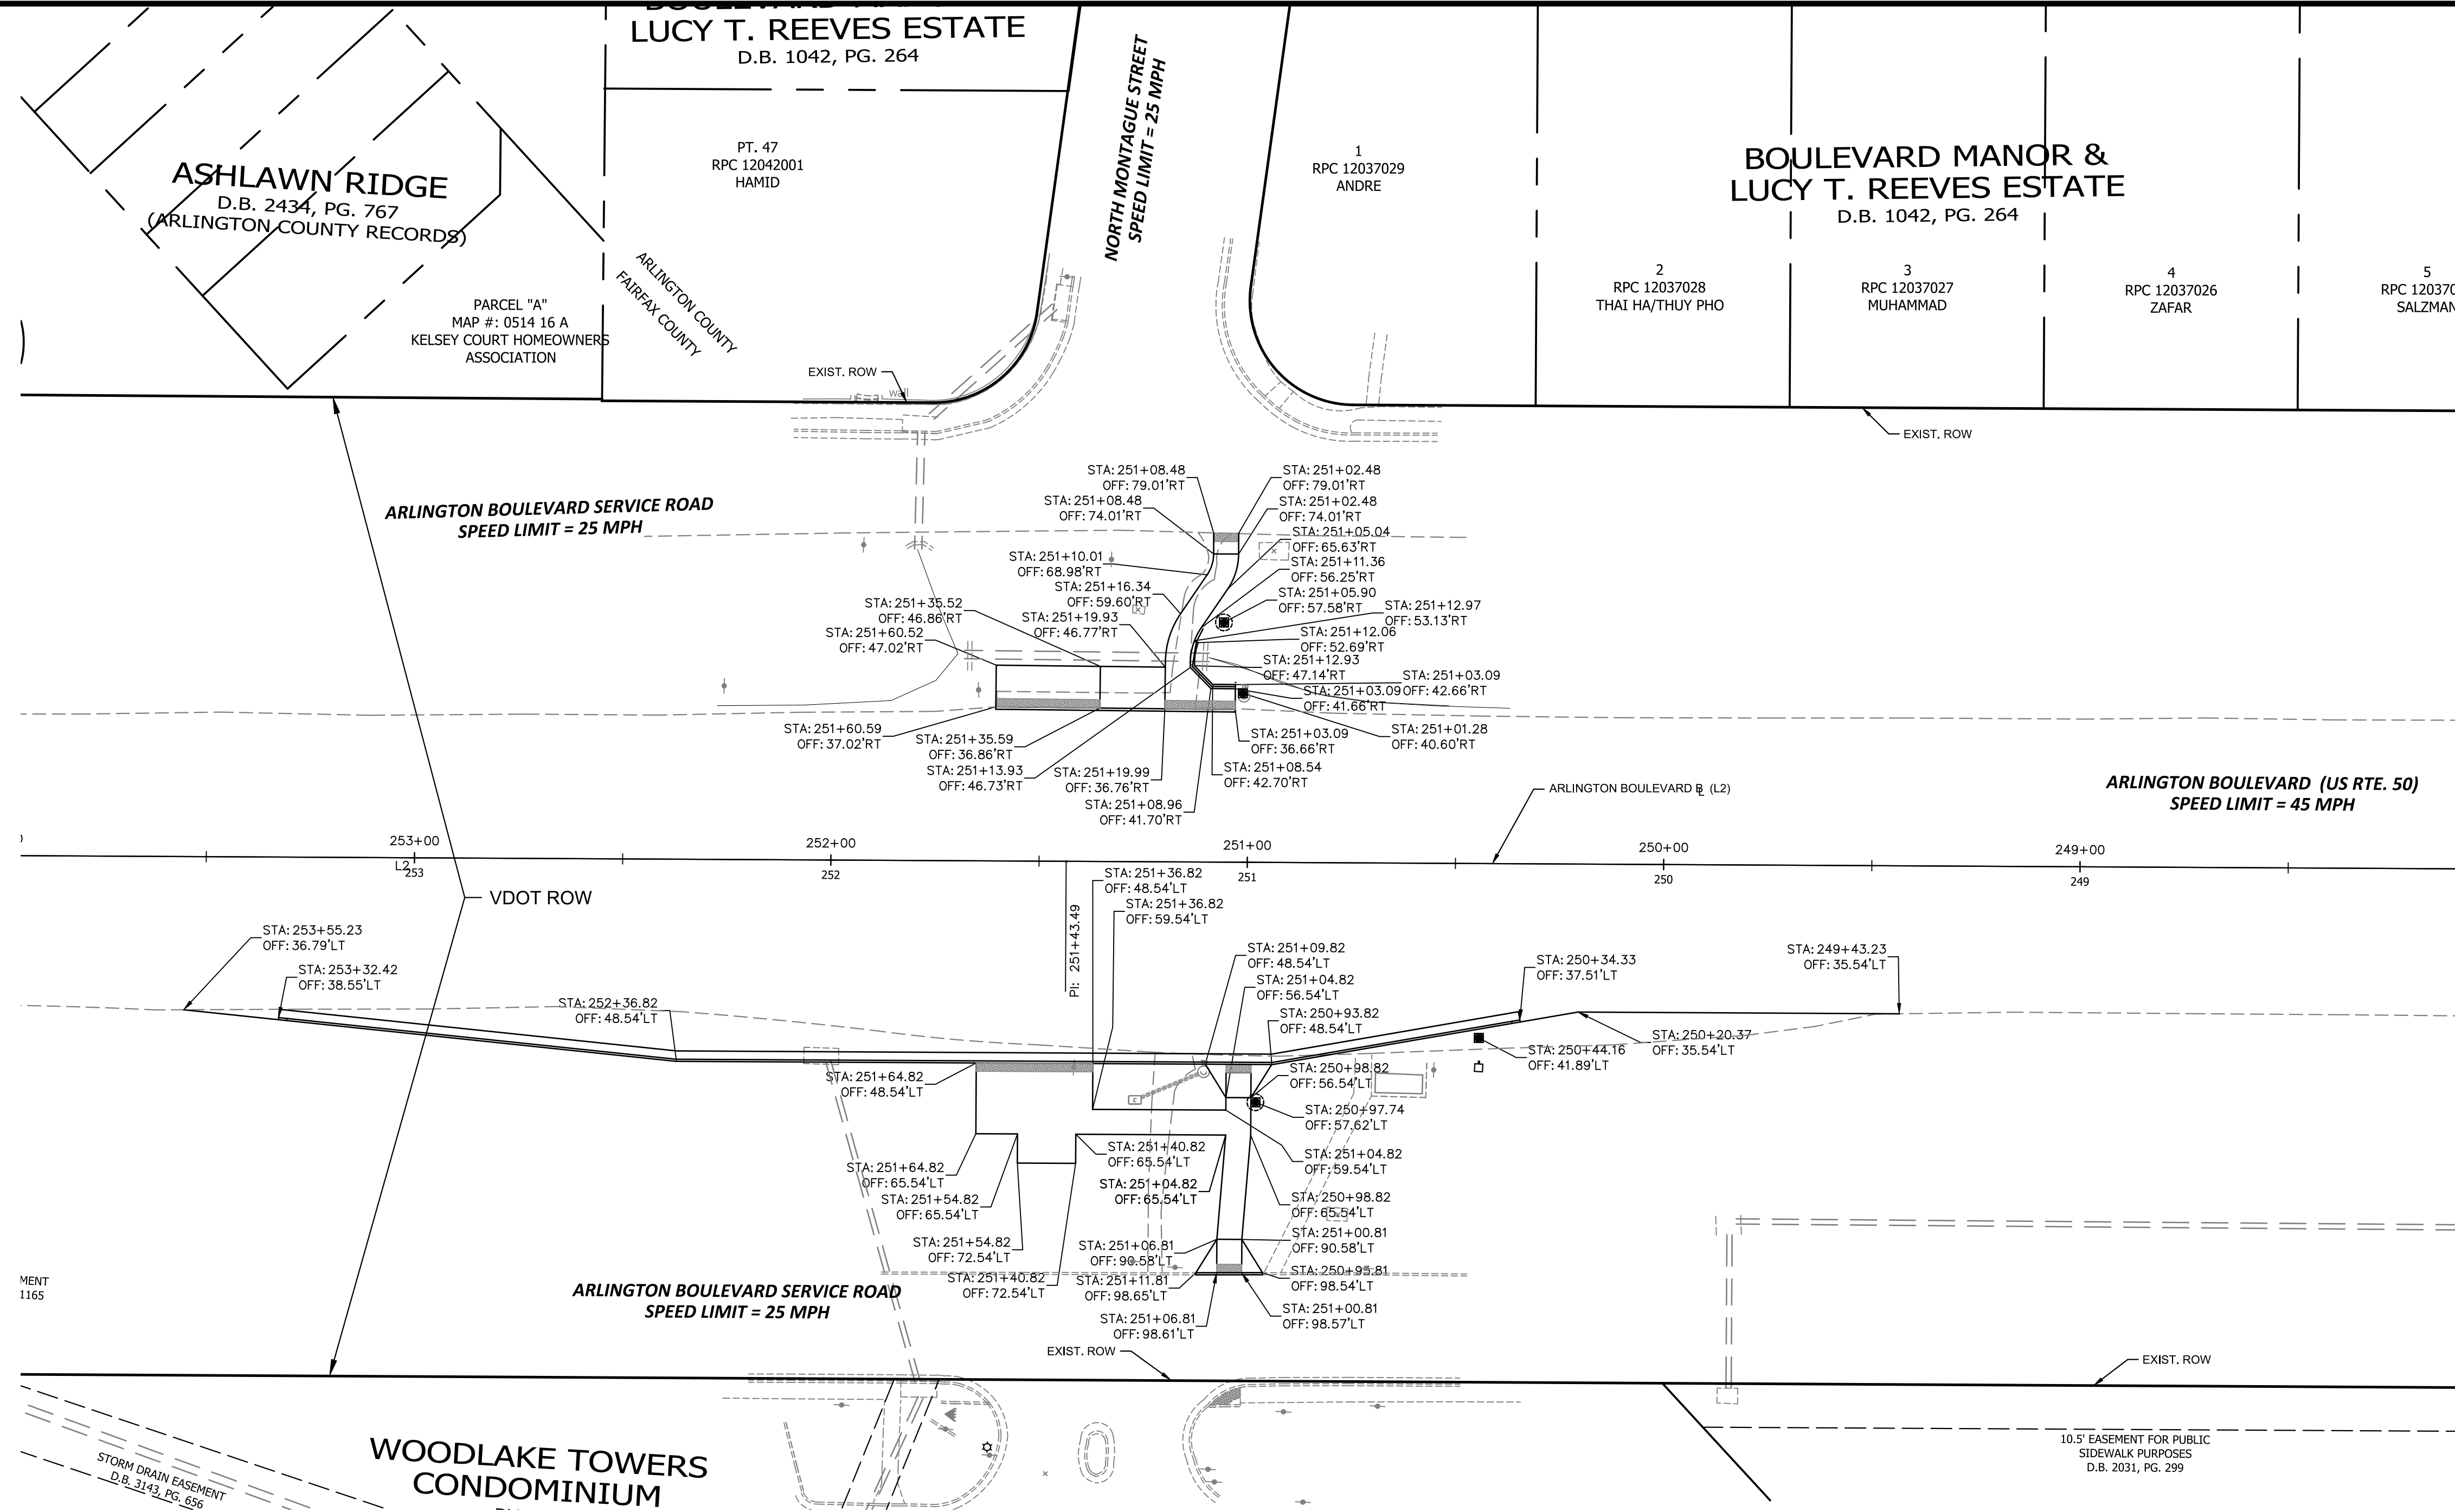 LUCY T. REEVES ESTATE
D.B. 1042, PG. 264
NORTH MONTAGUE STREET
SPEED LIMIT = 25 MPH
ASHLAWN RIDGE
D.B. 2434, PG. 767
(ARLINGTON COUNTY RECORDS)
PT. 47
RPC 12042001
HAMID
1
RPC 12037029
ANDRE
BOULEVARD MANOR &
LUCY T. REEVES ESTATE
D.B. 1042, PG. 264
2
RPC 12037028
THAI HA/THUY PHO
3
RPC 12037027
MUHAMMAD
4
RPC 12037026
ZAFAR
5
RPC 120370
SALZMAN
PARCEL "A"
MAP #: 0514 16 A
KELSEY COURT HOMEOWNERS
ASSOCIATION
ARLINGTON COUNTY
FAIRFAX COUNTY
EXIST. ROW
wall
EXIST. ROW
ARLINGTON BOULEVARD SERVICE ROAD
SPEED LIMIT = 25 MPH
STA: 251+08.48
OFF: 79.01'RT
STA: 251+02.48
OFF: 79.01'RT
STA: 251+08.48
OFF: 74.01'RT
STA: 251+02.48
OFF: 74.01'RT
STA: 251+05.04
OFF: 65.63'RT
STA: 251+10.01
OFF: 68.98'RT
STA: 251+11.36
OFF: 56.25'RT
STA: 251+16.34
OFF: 59.60'RT
STA: 251+05.90
OFF: 57.58'RT
STA: 251+35.52
OFF: 46.86'RT
STA: 251+19.93
OFF: 46.77'RT
STA: 251+12.97
OFF: 53.13'RT
STA: 251+60.52
OFF: 47.02'RT
STA: 251+12.06
OFF: 52.69'RT
STA: 251+12.93
OFF: 47.14'RT
STA: 251+03.09
OFF: 42.66'RT
STA: 251+03.09
OFF: 41.66'RT
STA: 251+60.59
OFF: 37.02'RT
STA: 251+35.59
OFF: 36.86'RT
STA: 251+03.09
OFF: 36.66'RT
STA: 251+01.28
OFF: 40.60'RT
STA: 251+13.93
OFF: 46.73'RT
STA: 251+19.99
OFF: 36.76'RT
STA: 251+08.54
OFF: 42.70'RT
STA: 251+08.96
OFF: 41.70'RT
ARLINGTON BOULEVARD BL (L2)
ARLINGTON BOULEVARD (US RTE. 50)
SPEED LIMIT = 45 MPH
253+00
252+00
251+00
250+00
249+00
L2
253
252
251
250
249
VDOT ROW
PI: 251+43.49
STA: 251+36.82
OFF: 48.54'LT
STA: 251+36.82
OFF: 59.54'LT
STA: 253+55.23
OFF: 36.79'LT
STA: 253+32.42
OFF: 38.55'LT
STA: 252+36.82
OFF: 48.54'LT
STA: 251+09.82
OFF: 48.54'LT
STA: 251+04.82
OFF: 56.54'LT
STA: 250+93.82
OFF: 48.54'LT
STA: 250+34.33
OFF: 37.51'LT
STA: 249+43.23
OFF: 35.54'LT
STA: 250+20.37
OFF: 35.54'LT
STA: 250+44.16
OFF: 41.89'LT
STA: 251+64.82
OFF: 48.54'LT
STA: 250+98.82
OFF: 56.54'LT
c
STA: 250+97.74
OFF: 57.62'LT
STA: 251+40.82
OFF: 65.54'LT
STA: 251+04.82
OFF: 59.54'LT
STA: 251+64.82
OFF: 65.54'LT
STA: 251+04.82
OFF: 65.54'LT
STA: 251+54.82
OFF: 65.54'LT
STA: 250+98.82
OFF: 65.54'LT
STA: 251+54.82
OFF: 72.54'LT
STA: 251+06.81
OFF: 90.58'LT
STA: 251+00.81
OFF: 90.58'LT
STA: 251+40.82
OFF: 72.54'LT
STA: 251+11.81
OFF: 98.65'LT
STA: 250+95.81
OFF: 98.54'LT
STA: 251+06.81
OFF: 98.61'LT
STA: 251+00.81
OFF: 98.57'LT
MENT
1165
ARLINGTON BOULEVARD SERVICE ROAD
SPEED LIMIT = 25 MPH
EXIST. ROW
EXIST. ROW
STORM DRAIN EASEMENT
D.B. 3143, PG. 656
WOODLAKE TOWERS
CONDOMINIUM
10.5' EASEMENT FOR PUBLIC
SIDEWALK PURPOSES
D.B. 2031, PG. 299